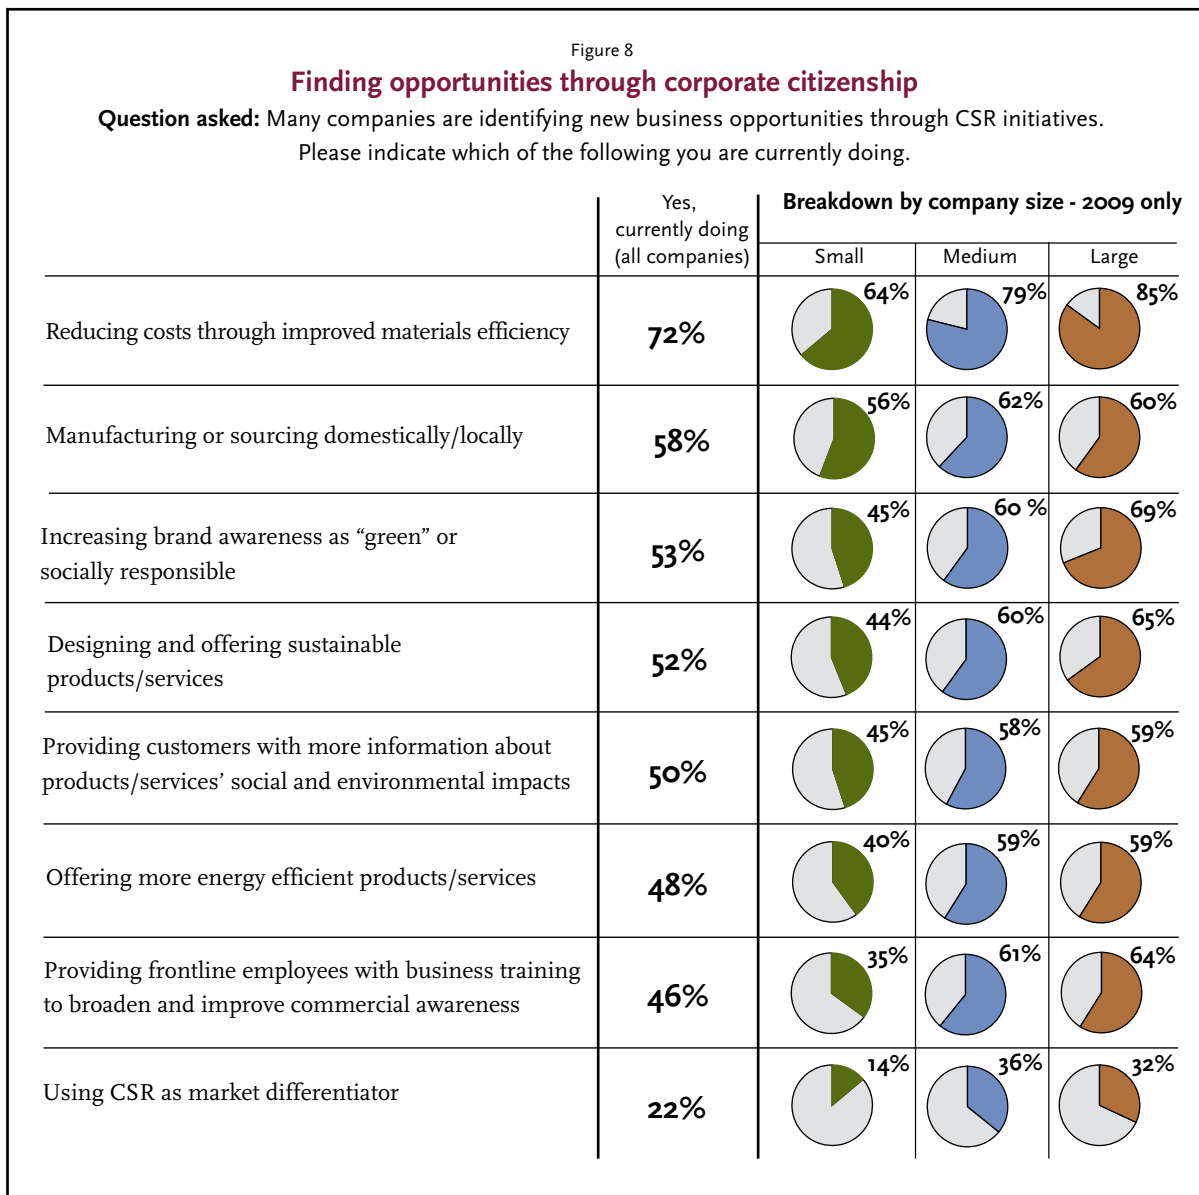 Figure 8
Finding opportunities through corporate citizenship
Question asked: Many companies are identifying new business opportunities through CSR initiatives.
Please indicate which of the following you are currently doing.
Yes,
currently doing
(all companies)
Breakdown by company size - 2009 only
Small Medium Large
Reducing costs through improved materials efficiency 72% 64% 79% 85%
Manufacturing or sourcing domestically/locally 58% 56% 62% 60%
Increasing brand awareness as “green” or
socially responsible
53% 45% 60 % 69%
Designing and offering sustainable
products/services
52% 44% 60% 65%
Providing customers with more information about
products/services’ social and environmental impacts
50% 45% 58% 59%
Offering more energy efficient products/services 48% 40% 59% 59%
Providing frontline employees with business training
to broaden and improve commercial awareness
46% 35% 61% 64%
Using CSR as market differentiator 22% 14% 36% 32%